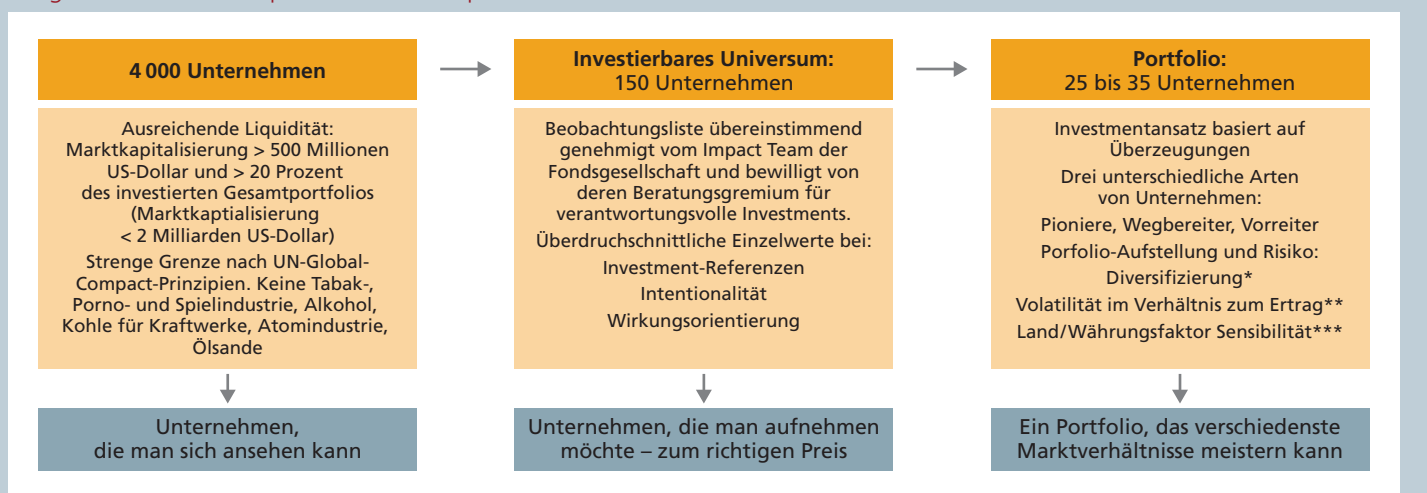 4 000 Unternehmen
Ausreichende Liquidität:
Marktkapitalisierung > 500 Millionen
US-Dollar und > 20 Prozent
des investierten Gesamtportfolios
(Marktkaptialisierung
< 2 Milliarden US-Dollar)
Strenge Grenze nach UN-Global-
Compact-Prinzipien. Keine Tabak-,
Porno- und Spielindustrie, Alkohol,
Kohle für Kraftwerke, Atomindustrie,
Ölsande
Unternehmen,
die man sich ansehen kann
Investierbares Universum:
150 Unternehmen
Beobachtungsliste übereinstimmend
genehmigt vom Impact Team der
Fondsgesellschaft und bewilligt von
deren Beratungsgremium für
verantwortungsvolle Investments.
Überdruchschnittliche Einzelwerte bei:
Investment-Referenzen
Intentionalität
Wirkungsorientierung
Unternehmen, die man aufnehmen
möchte – zum richtigen Preis
Portfolio:
25 bis 35 Unternehmen
Investmentansatz basiert auf
Überzeugungen
Drei unterschiedliche Arten
von Unternehmen:
Pioniere, Wegbereiter, Vorreiter
Porfolio-Aufstellung und Risiko:
Diversifizierung*
Volatilität im Verhältnis zum Ertrag**
Land/Währungsfaktor Sensibilität***
Ein Portfolio, das verschiedenste
Marktverhältnisse meistern kann